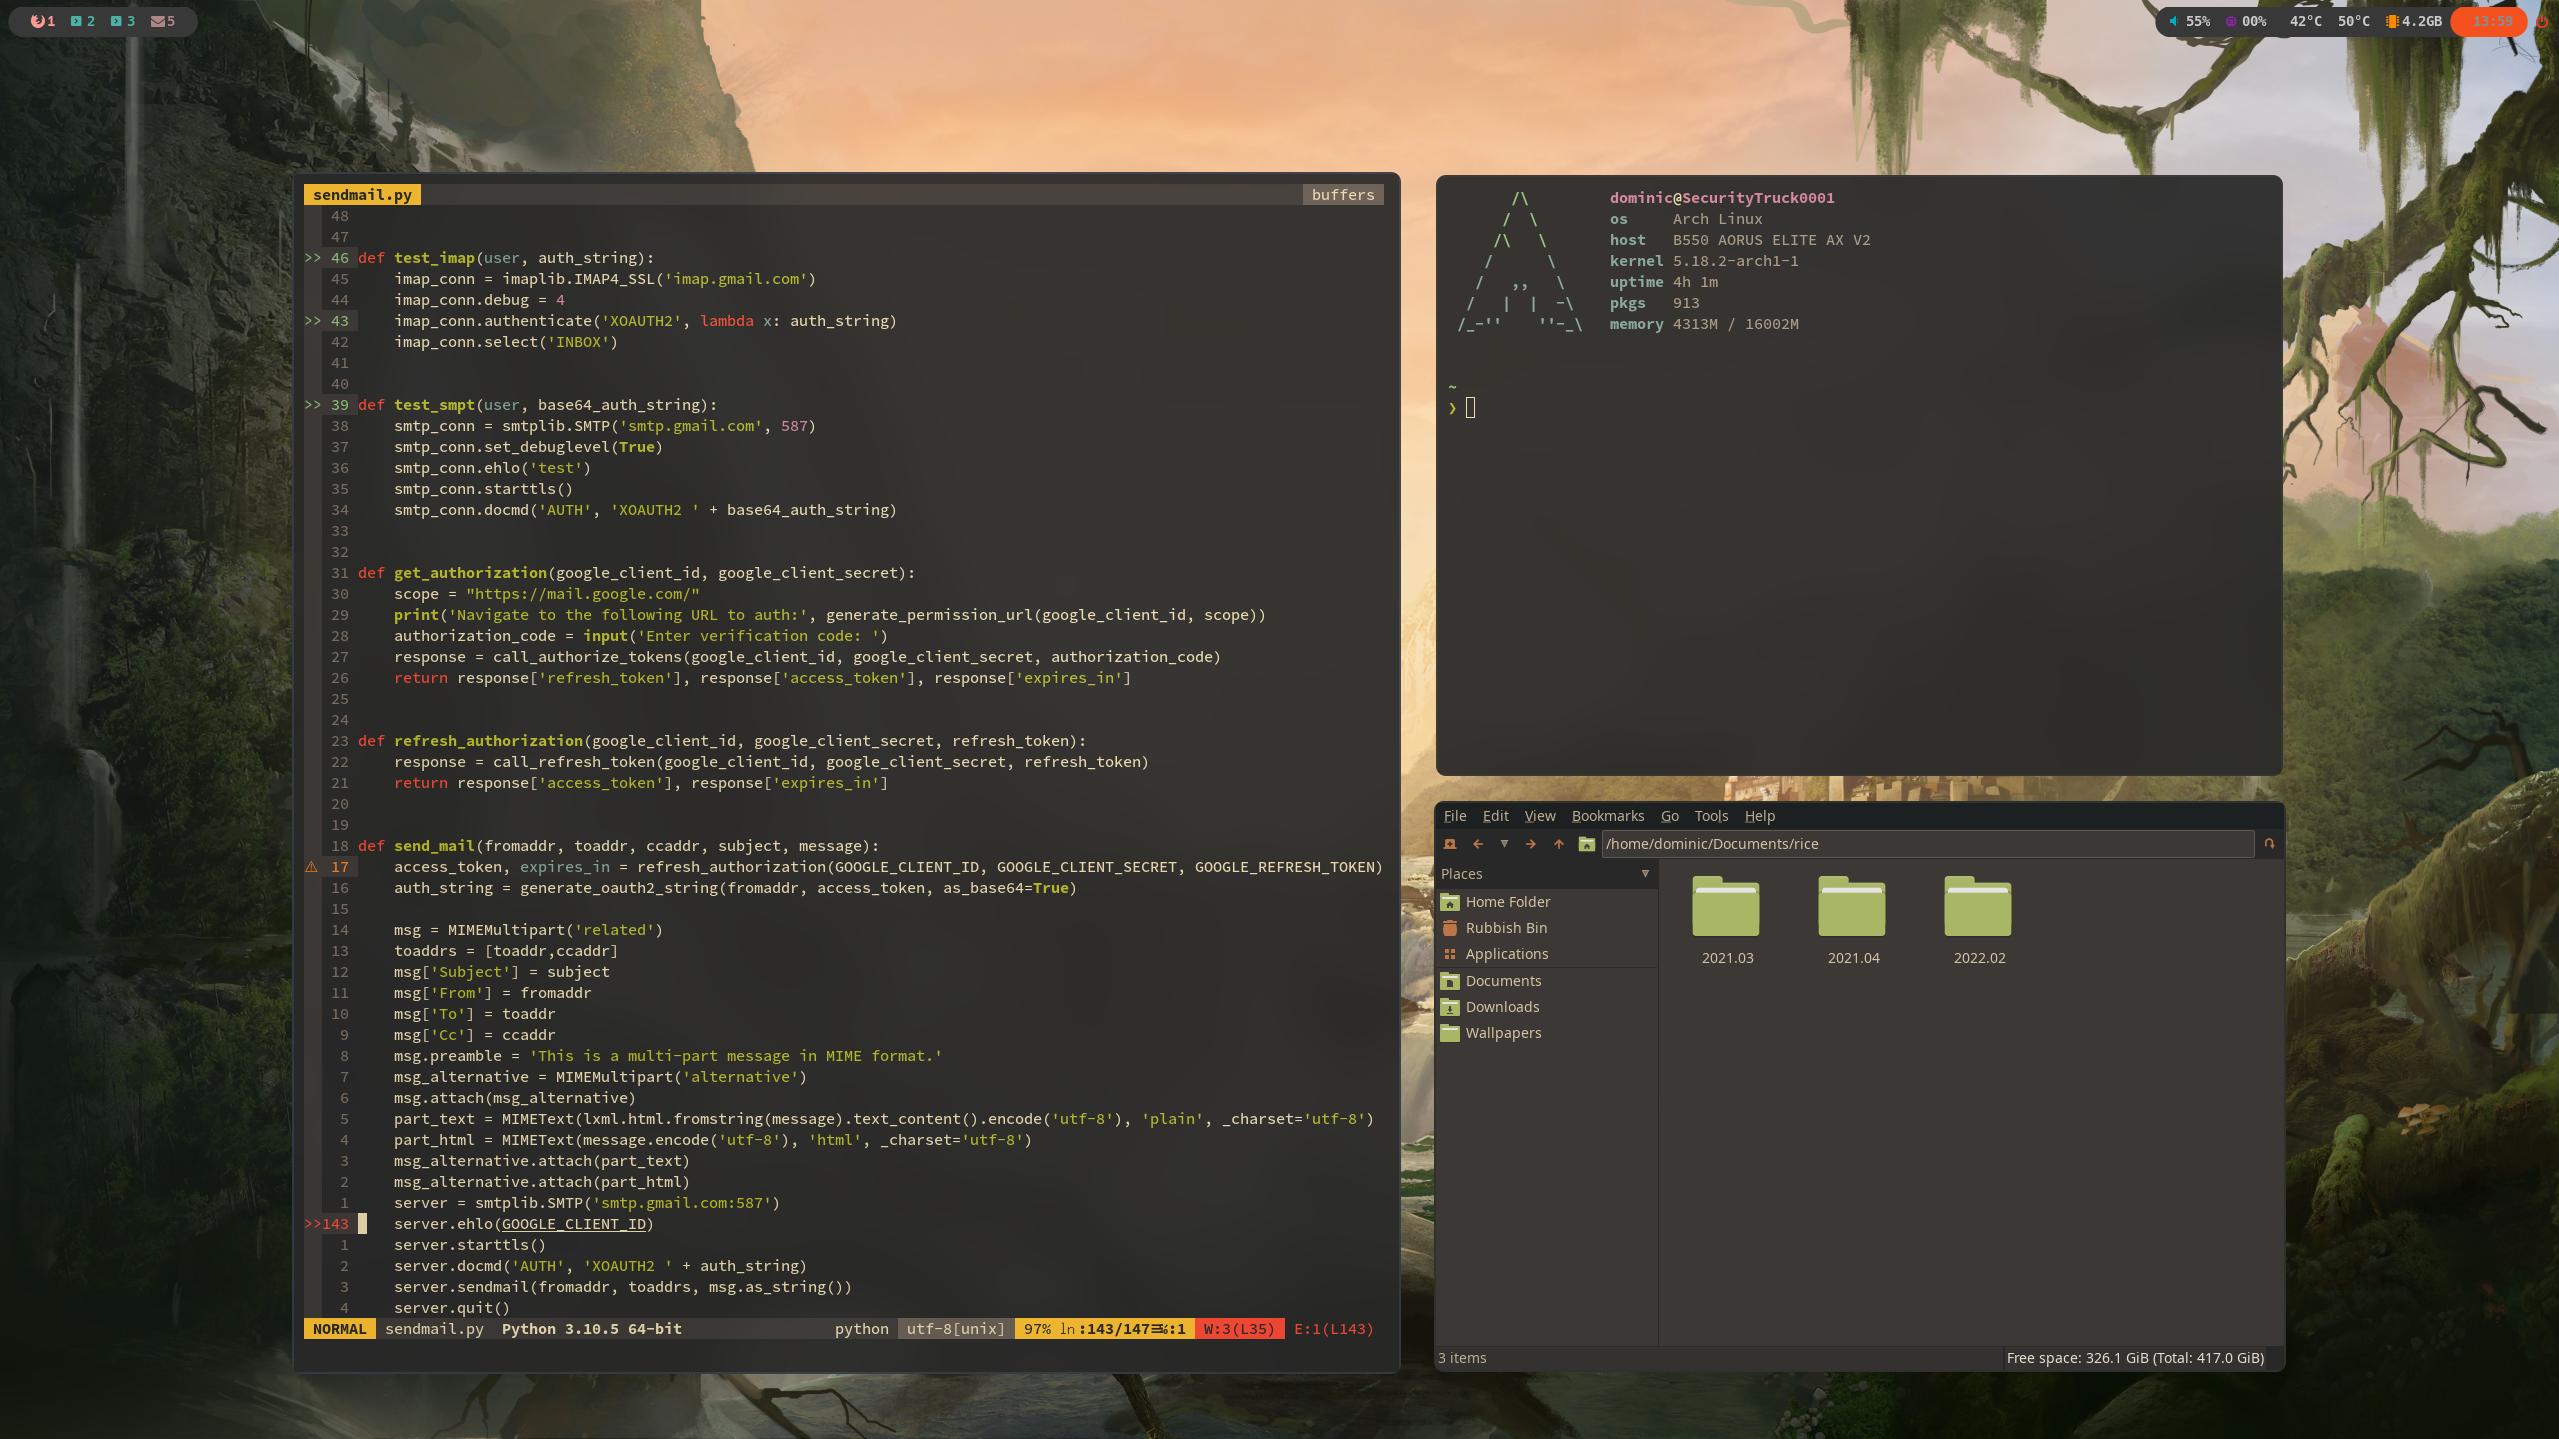 1 2 3 5
55% 00% 42°C 50°C 4.2GB 13:59
sendmail.py buffers
48
47
>> 46 def test_imap(user, auth_string):
45     imap_conn = imaplib.IMAP4_SSL('imap.gmail.com')
44     imap_conn.debug = 4
>> 43     imap_conn.authenticate('XOAUTH2', lambda x: auth_string)
42     imap_conn.select('INBOX')
41
40
>> 39 def test_smpt(user, base64_auth_string):
38     smtp_conn = smtplib.SMTP('smtp.gmail.com', 587)
37     smtp_conn.set_debuglevel(True)
36     smtp_conn.ehlo('test')
35     smtp_conn.starttls()
34     smtp_conn.docmd('AUTH', 'XOAUTH2 ' + base64_auth_string)
33
32
31 def get_authorization(google_client_id, google_client_secret):
30     scope = "https://mail.google.com/"
29     print('Navigate to the following URL to auth:', generate_permission_url(google_client_id, scope))
28     authorization_code = input('Enter verification code: ')
27     response = call_authorize_tokens(google_client_id, google_client_secret, authorization_code)
26     return response['refresh_token'], response['access_token'], response['expires_in']
25
24
23 def refresh_authorization(google_client_id, google_client_secret, refresh_token):
22     response = call_refresh_token(google_client_id, google_client_secret, refresh_token)
21     return response['access_token'], response['expires_in']
20
19
18 def send_mail(fromaddr, toaddr, ccaddr, subject, message):
⚠ 17     access_token, expires_in = refresh_authorization(GOOGLE_CLIENT_ID, GOOGLE_CLIENT_SECRET, GOOGLE_REFRESH_TOKEN)
16     auth_string = generate_oauth2_string(fromaddr, access_token, as_base64=True)
15
14     msg = MIMEMultipart('related')
13     toaddrs = [toaddr,ccaddr]
12     msg['Subject'] = subject
11     msg['From'] = fromaddr
10     msg['To'] = toaddr
9     msg['Cc'] = ccaddr
8     msg.preamble = 'This is a multi-part message in MIME format.'
7     msg_alternative = MIMEMultipart('alternative')
6     msg.attach(msg_alternative)
5     part_text = MIMEText(lxml.html.fromstring(message).text_content().encode('utf-8'), 'plain', _charset='utf-8')
4     part_html = MIMEText(message.encode('utf-8'), 'html', _charset='utf-8')
3     msg_alternative.attach(part_text)
2     msg_alternative.attach(part_html)
1     server = smtplib.SMTP('smtp.gmail.com:587')
>>143     server.ehlo(GOOGLE_CLIENT_ID)
1     server.starttls()
2     server.docmd('AUTH', 'XOAUTH2 ' + auth_string)
3     server.sendmail(fromaddr, toaddrs, msg.as_string())
4     server.quit()
NORMAL sendmail.py Python 3.10.5 64-bit python utf-8[unix] 97% ln:143/147☰℅:1 W:3(L35) E:1(L143)
/\ dominic@SecurityTruck0001
/  \ os Arch Linux
/\   \ host B550 AORUS ELITE AX V2
/      \ kernel 5.18.2-arch1-1
/   ,,   \ uptime 4h 1m
/   |  |  -\ pkgs 913
/_-''    ''-_\ memory 4313M / 16002M
~
❯
File Edit View Bookmarks Go Tools Help
/home/dominic/Documents/rice
Places
Home Folder
Rubbish Bin
Applications
Documents
Downloads
Wallpapers
2021.03 2021.04 2022.02
3 items Free space: 326.1 GiB (Total: 417.0 GiB)